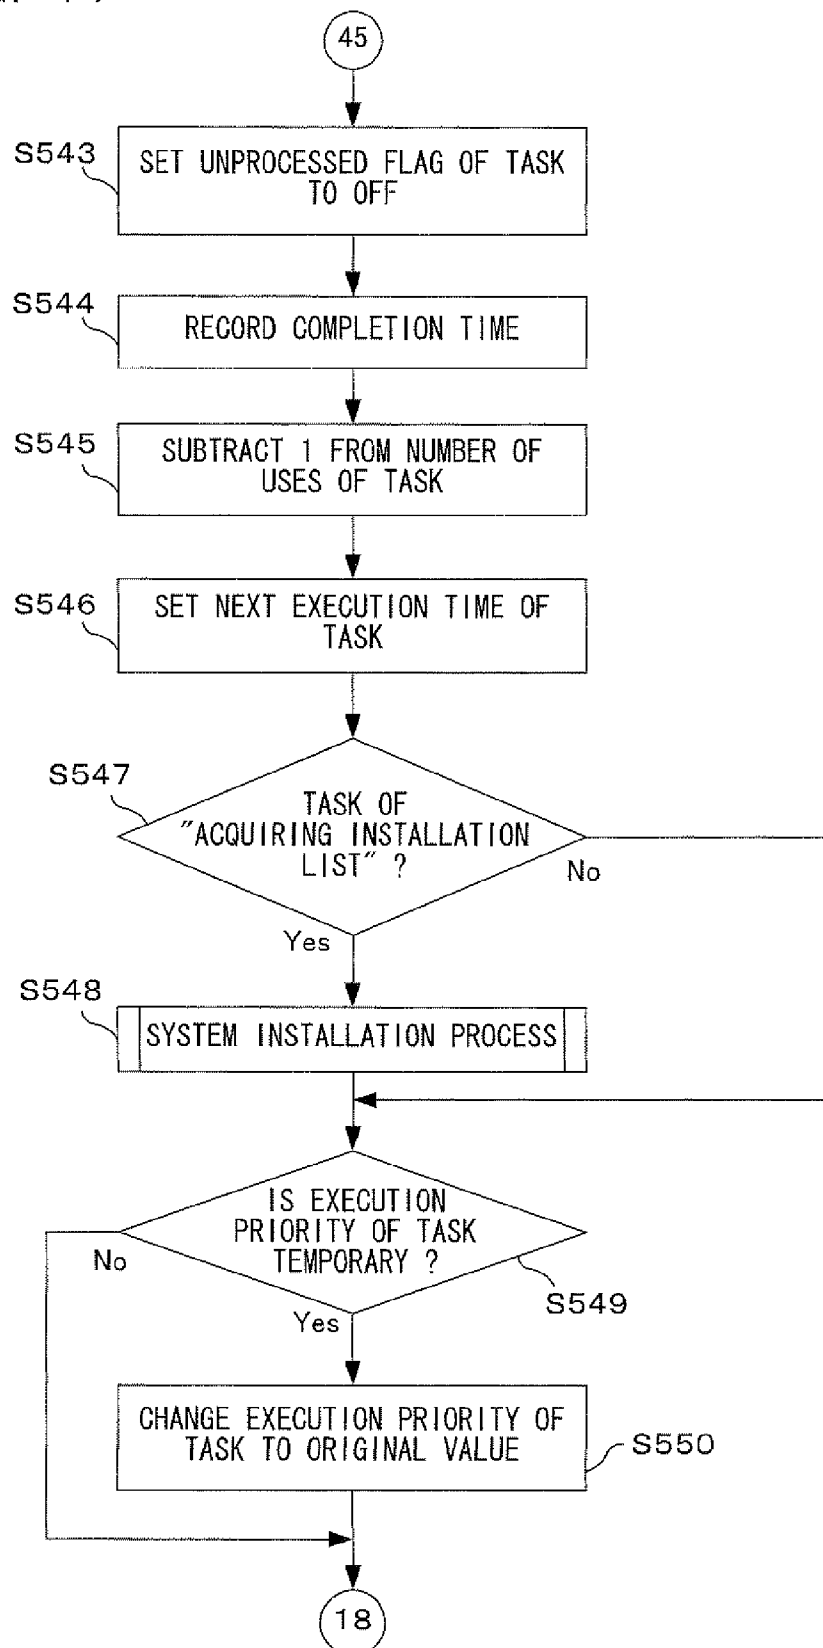 45
S543
SET UNPROCESSED FLAG OF TASK
TO OFF
S544
RECORD COMPLETION TIME
S545
SUBTRACT 1 FROM NUMBER OF
USES OF TASK
S546
SET NEXT EXECUTION TIME OF
TASK
S547
TASK OF
"ACQUIRING INSTALLATION
LIST" ?
No
Yes
S548
SYSTEM INSTALLATION PROCESS
IS EXECUTION
PRIORITY OF TASK
TEMPORARY ?
No
S549
Yes
CHANGE EXECUTION PRIORITY OF
TASK TO ORIGINAL VALUE
S550
18